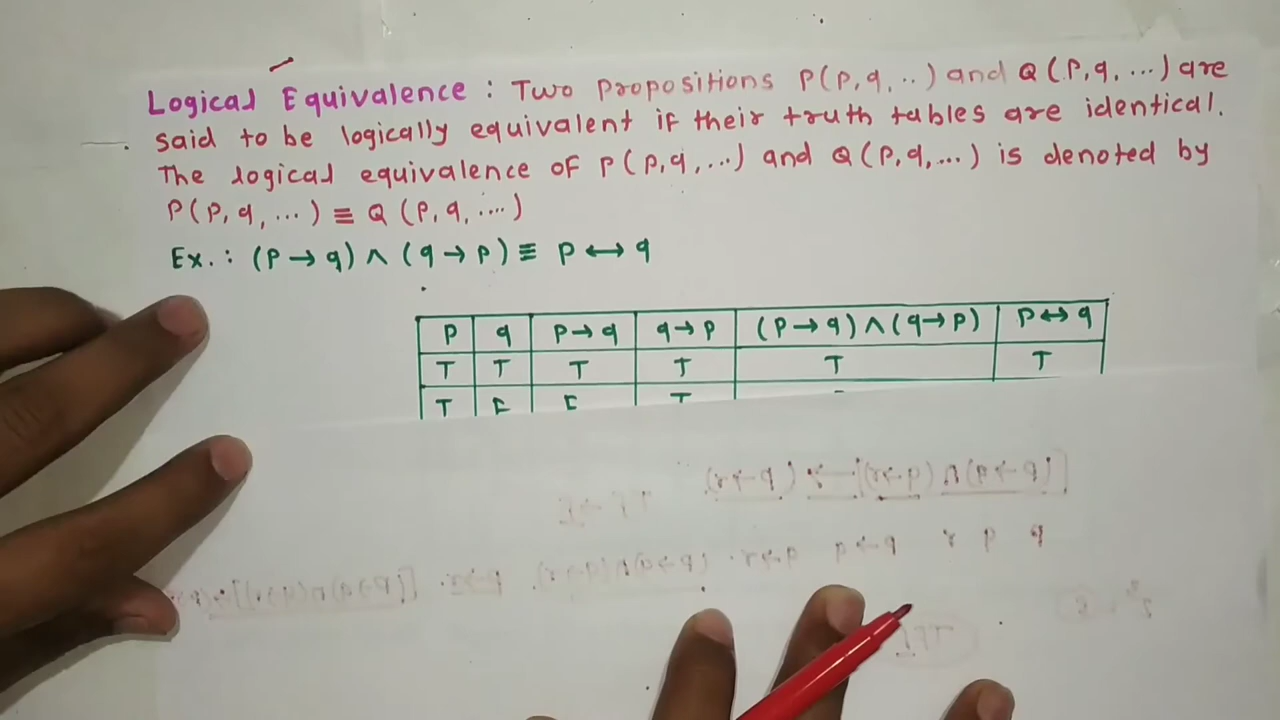 Logical Equivalence : Two propositions P(p,q,..) and Q(p,q,...) are
said to be logically equivalent if their truth tables are identical.
The logical equivalence of P(p,q,...) and Q(p,q,...) is denoted by
P(p,q,...) ≡ Q(p,q,....)
Ex.: (p→q)∧(q→p) ≡ p↔q
p q p→q q→p (p→q)∧(q→p) p↔q
T T T T T T
T F F T